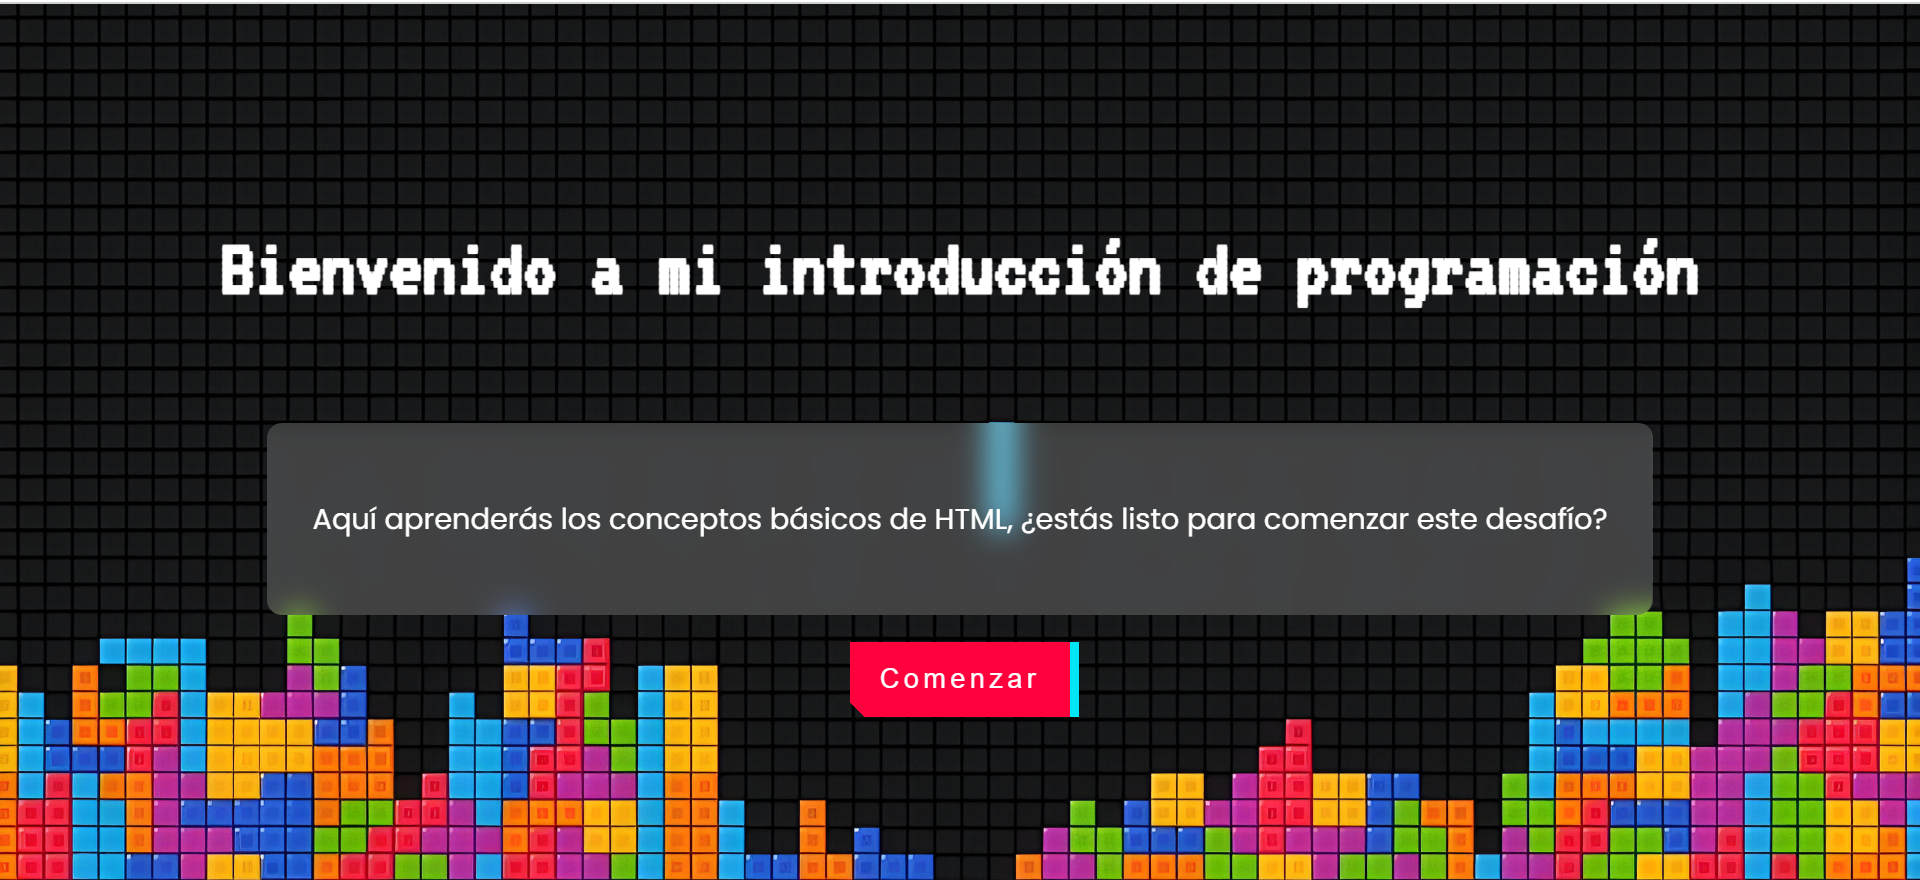 Bienvenido a mi introducción de programación
Aquí aprenderás los conceptos básicos de HTML, ¿estás listo para comenzar este desafío?
Comenzar